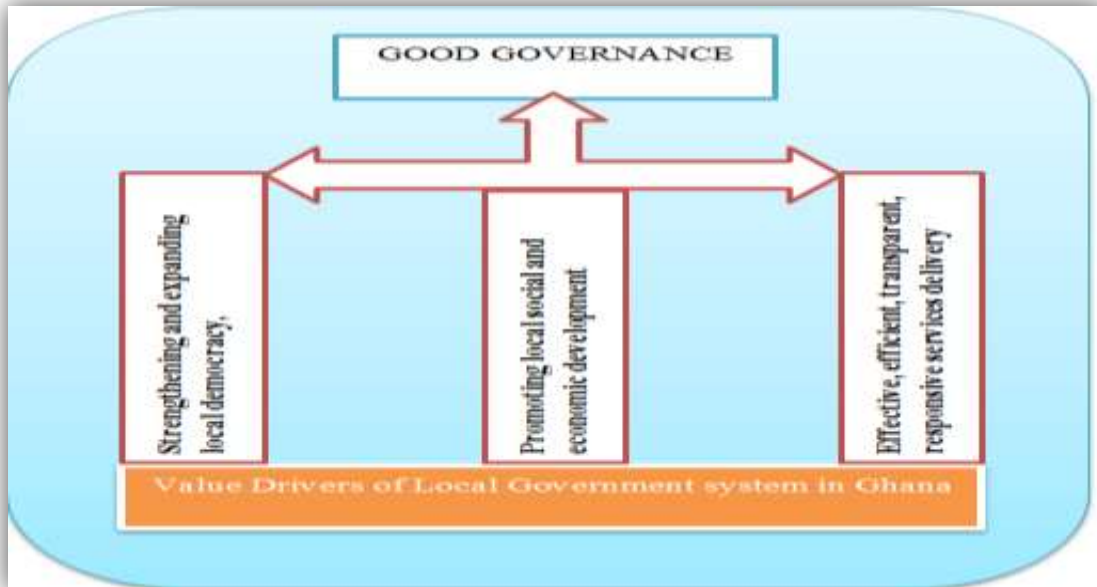 GOOD GOVERNANCE
Strengthening and expanding
local democracy,
Promoting local social and
economic development
Effective, efficient, transparent,
responsive services delivery
Value Drivers of Local Government system in Ghana